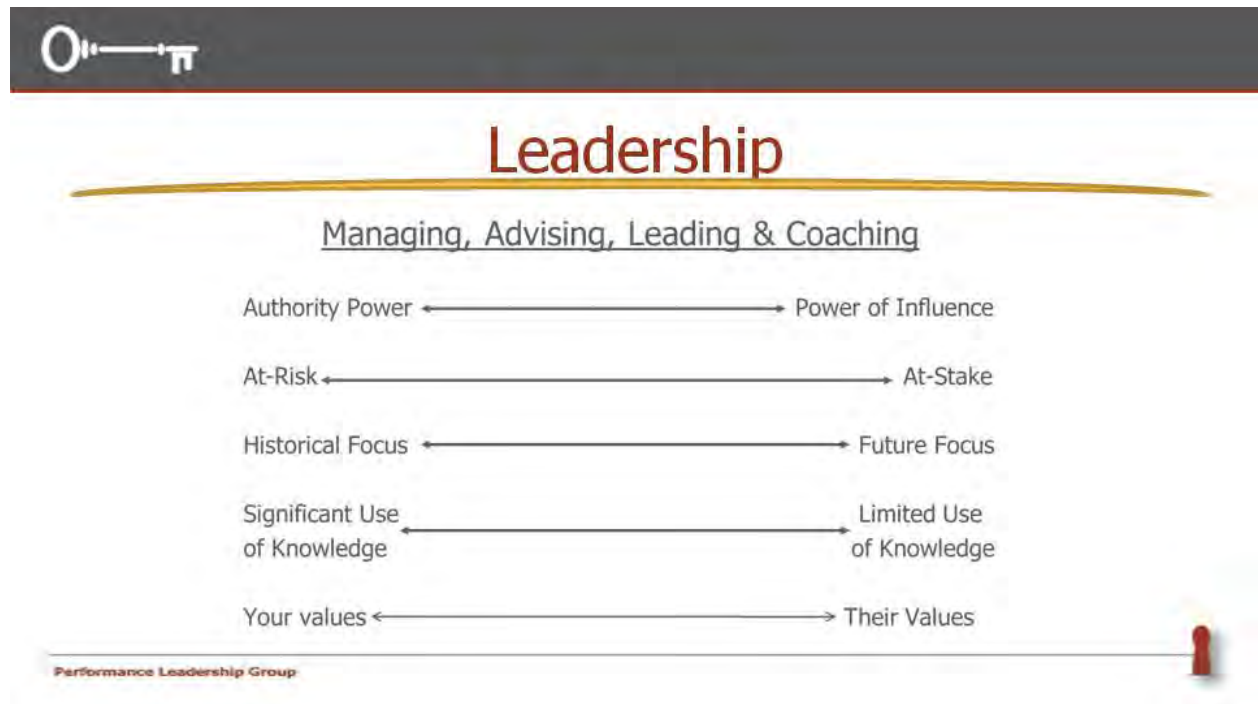 Leadership
Managing, Advising, Leading & Coaching
Authority Power Power of Influence
At-Risk At-Stake
Historical Focus Future Focus
Significant Use Limited Use
of Knowledge of Knowledge
Your values Their Values
Performance Leadership Group